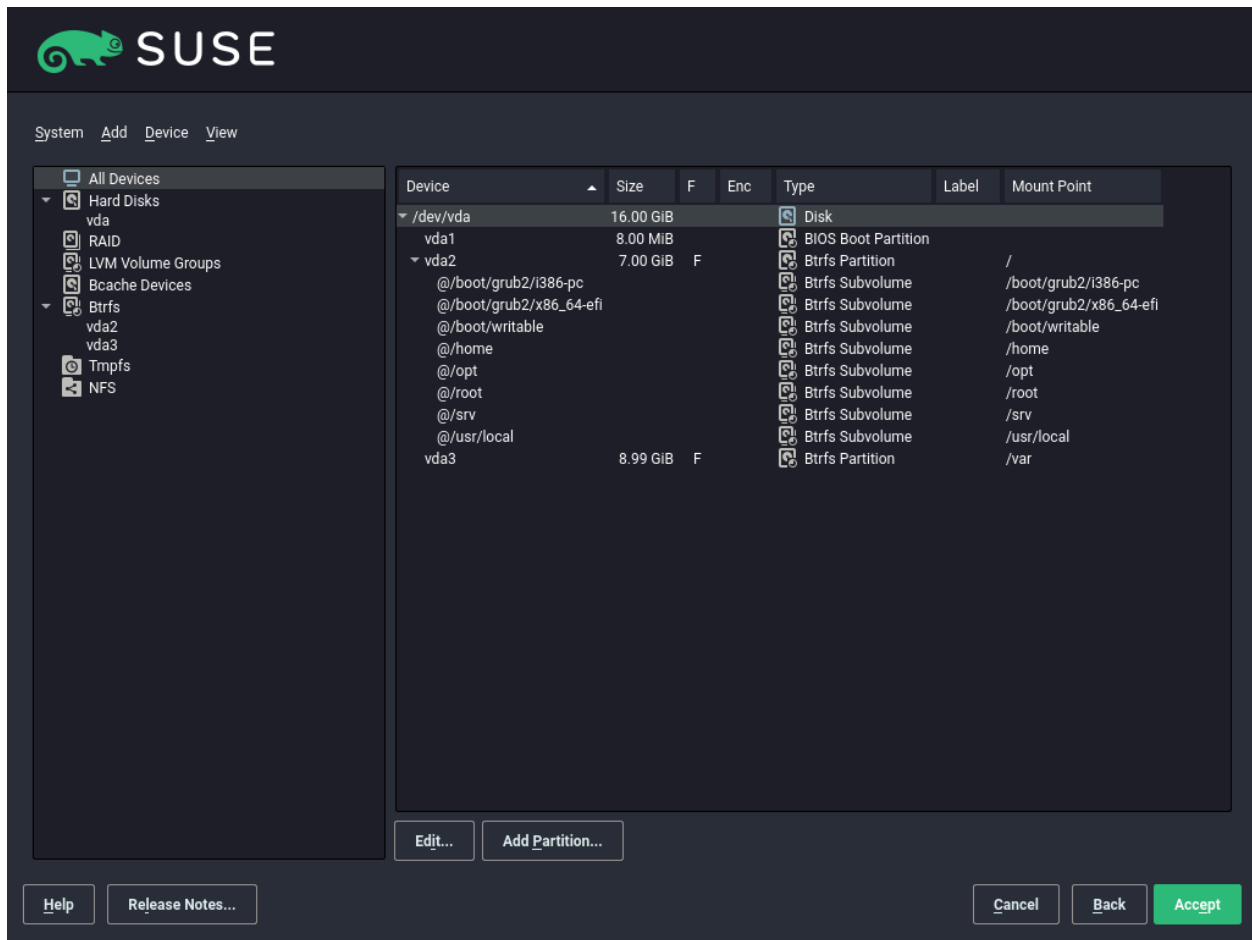 SUSE
System Add Device View
All Devices
Hard Disks
vda
RAID
LVM Volume Groups
Bcache Devices
Btrfs
vda2
vda3
Tmpfs
NFS
Device Size F Enc Type Label Mount Point
/dev/vda 16.00 GiB Disk
vda1 8.00 MiB BIOS Boot Partition
vda2 7.00 GiB F Btrfs Partition /
@/boot/grub2/i386-pc Btrfs Subvolume /boot/grub2/i386-pc
@/boot/grub2/x86_64-efi Btrfs Subvolume /boot/grub2/x86_64-efi
@/boot/writable Btrfs Subvolume /boot/writable
@/home Btrfs Subvolume /home
@/opt Btrfs Subvolume /opt
@/root Btrfs Subvolume /root
@/srv Btrfs Subvolume /srv
@/usr/local Btrfs Subvolume /usr/local
vda3 8.99 GiB F Btrfs Partition /var
Edit... Add Partition...
Help Release Notes... Cancel Back Accept